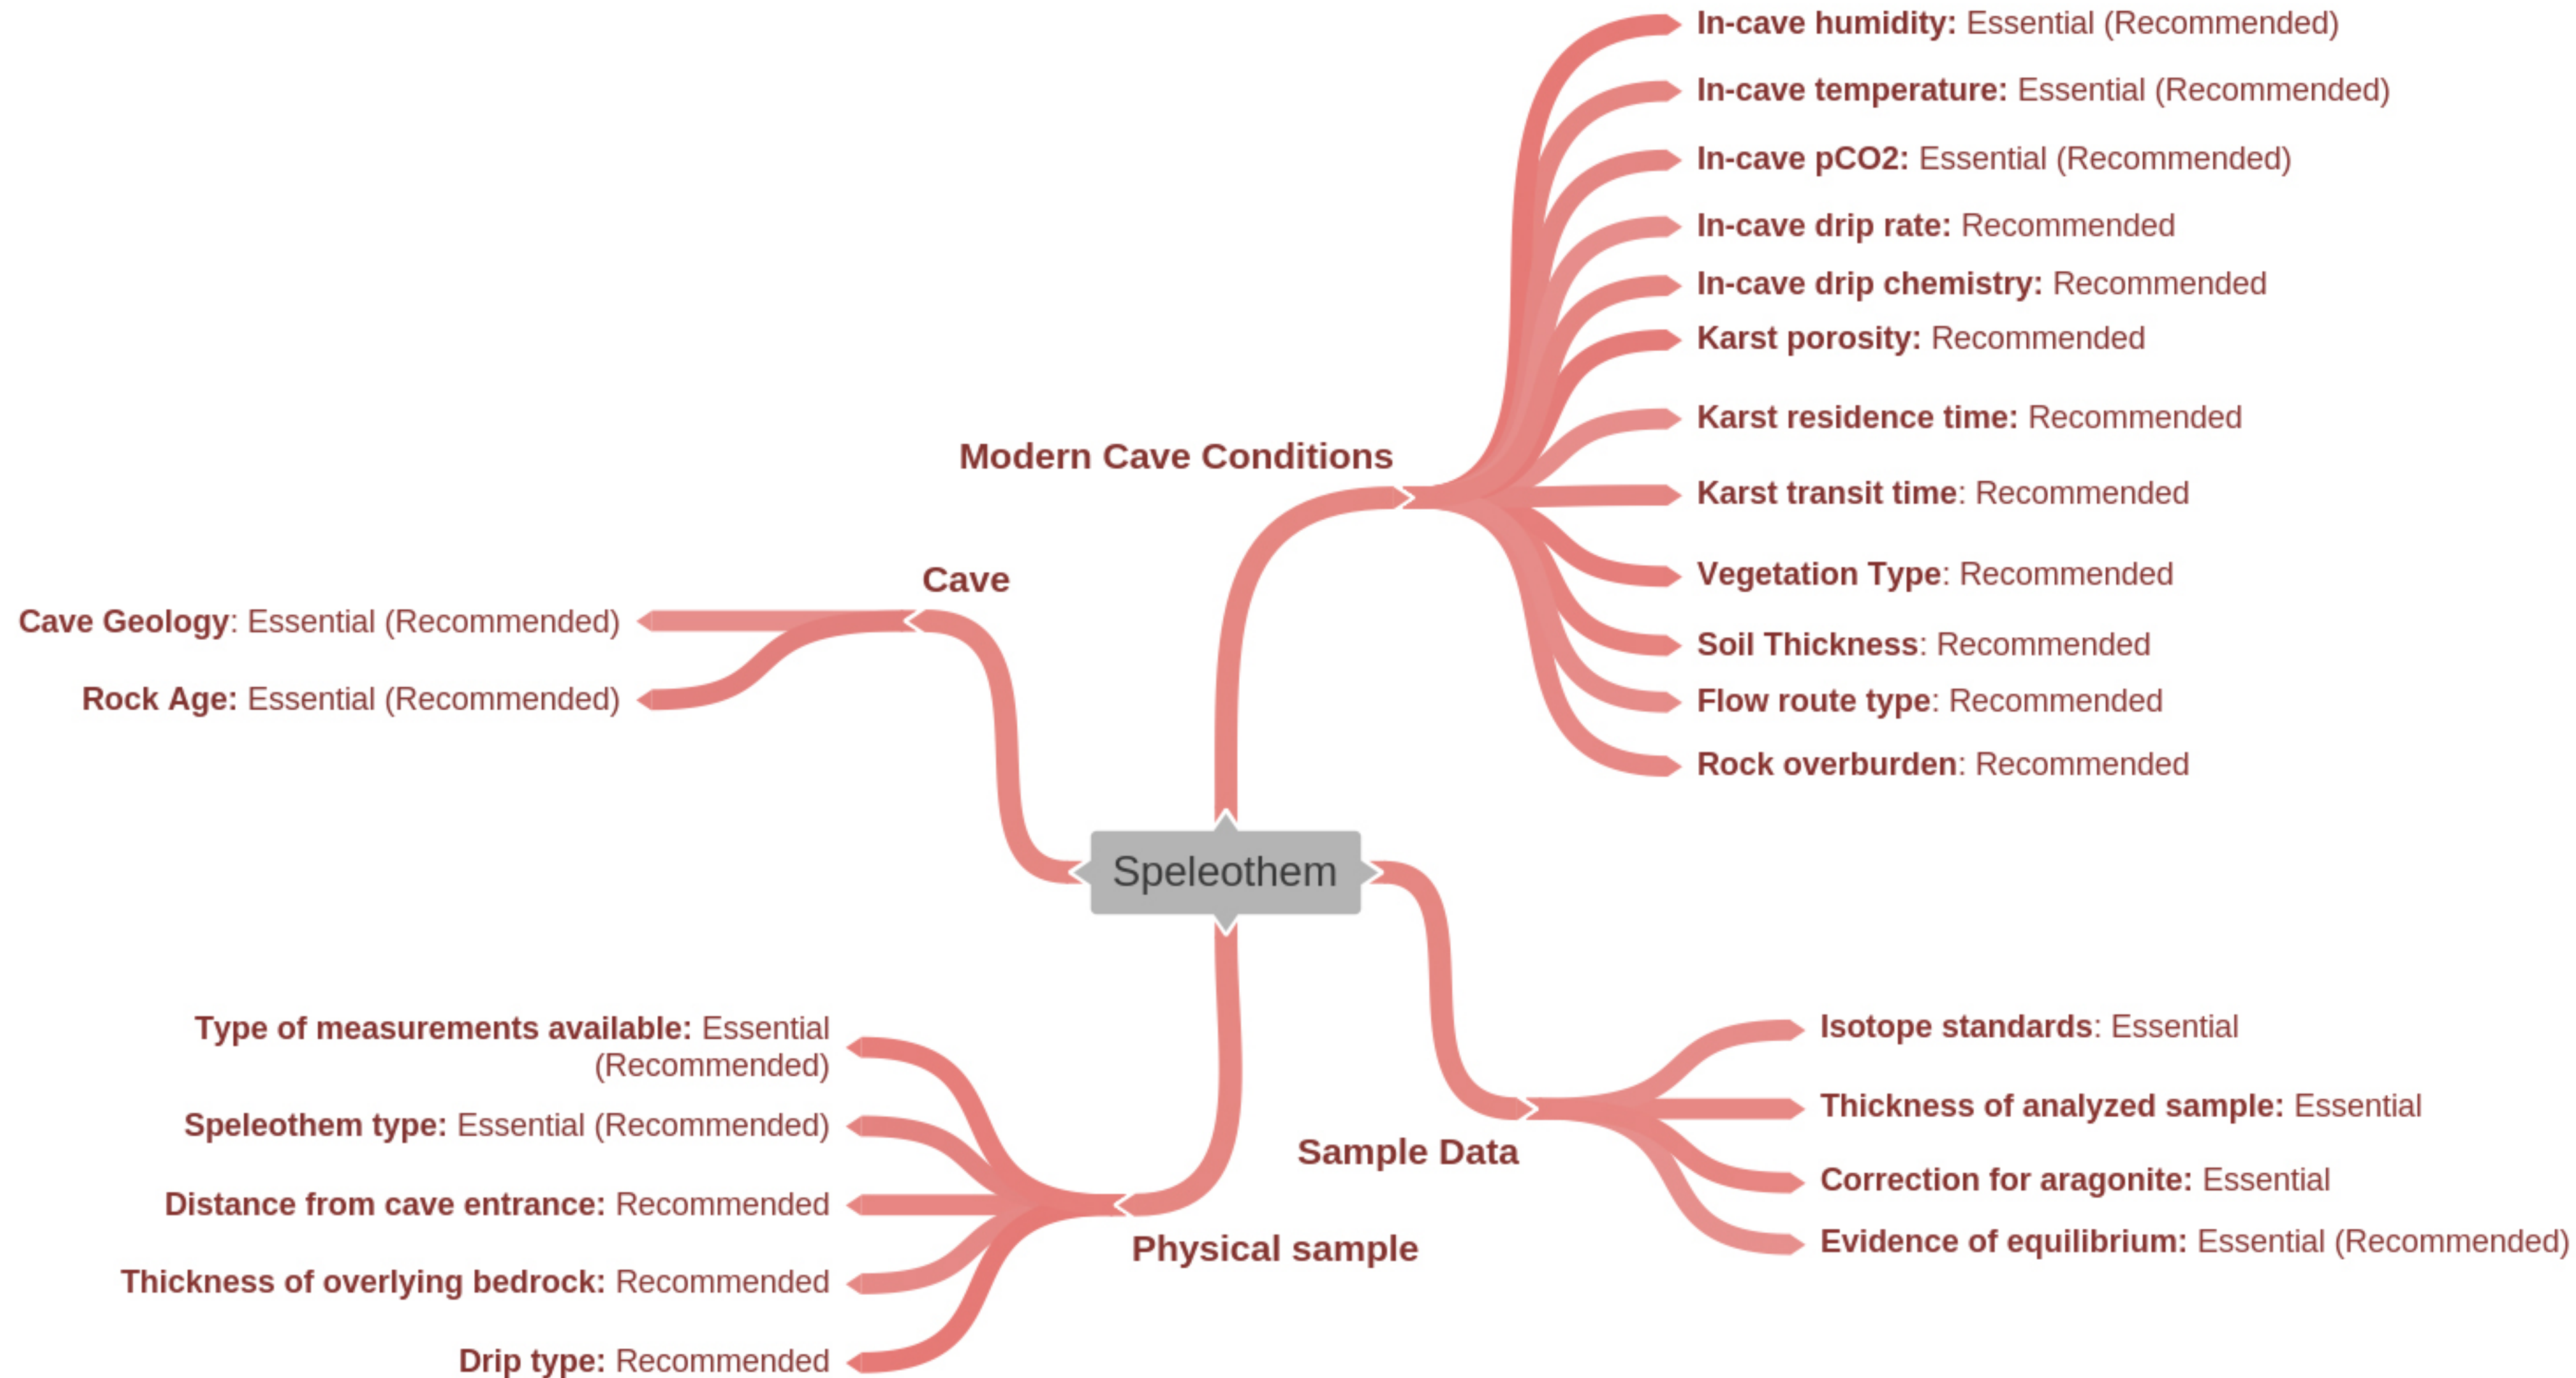 In-cave humidity: Essential (Recommended)
In-cave temperature: Essential (Recommended)
In-cave pCO2: Essential (Recommended)
In-cave drip rate: Recommended
In-cave drip chemistry: Recommended
Karst porosity: Recommended
Karst residence time: Recommended
Modern Cave Conditions
Karst transit time: Recommended
Vegetation Type: Recommended
Soil Thickness: Recommended
Flow route type: Recommended
Rock overburden: Recommended
Cave
Cave Geology: Essential (Recommended)
Rock Age: Essential (Recommended)
Speleothem
Type of measurements available: Essential
(Recommended)
Speleothem type: Essential (Recommended)
Distance from cave entrance: Recommended
Thickness of overlying bedrock: Recommended
Drip type: Recommended
Physical sample
Sample Data
Isotope standards: Essential
Thickness of analyzed sample: Essential
Correction for aragonite: Essential
Evidence of equilibrium: Essential (Recommended)